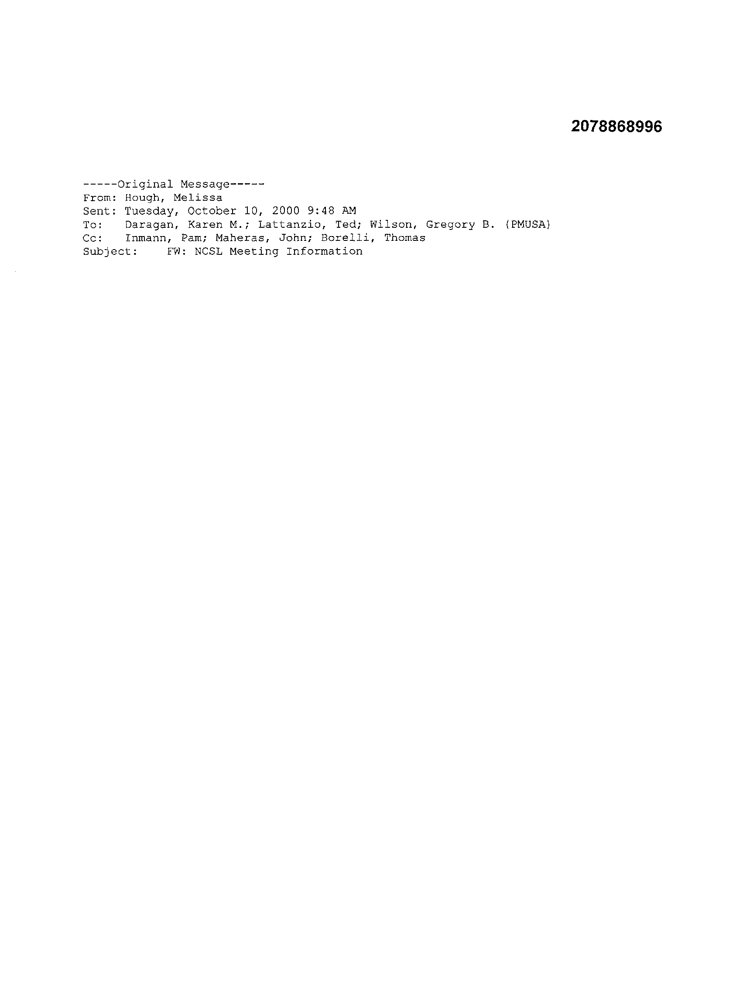 2078868996
-----Original Message-----
From: Hough, Melissa
Sent: Tuesday, October 10, 2000 9:48 AM
To: Daragan, Karen M.; Lattanzio, Ted; Wilson, Gregory B. (PMUSA)
Cc: Inmann, Pam; Maheras, John; Borelli, Thomas
Subject: FW: NCSL Meeting Information